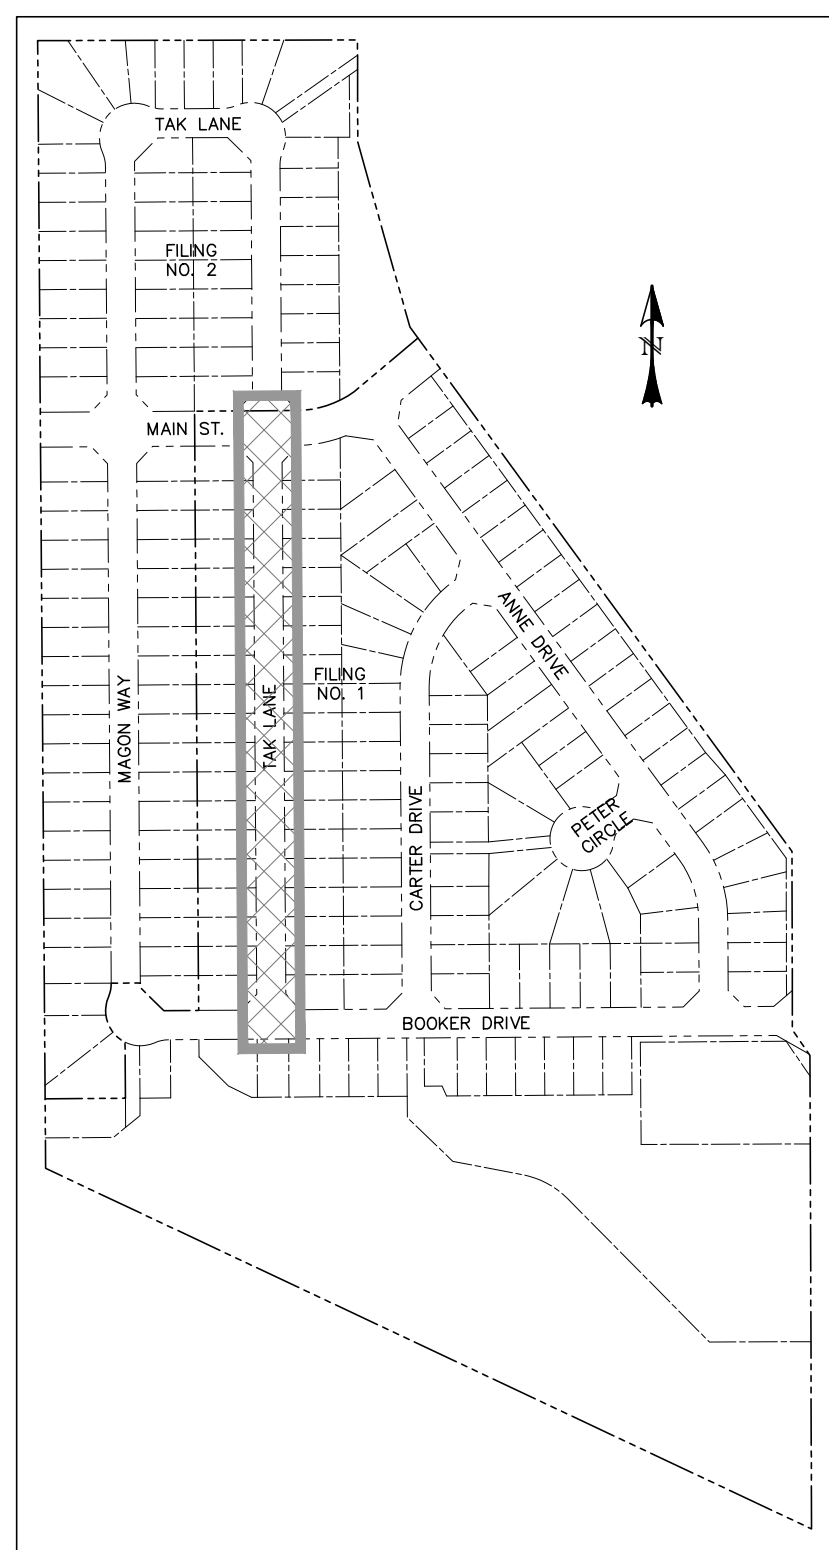 TAK LANE
FILING
NO. 2
N
MAIN ST.
ANNE DRIVE
FILING
NO. 1
MAGON WAY
TAK LANE
CARTER DRIVE
PETER
CIRCLE
BOOKER DRIVE